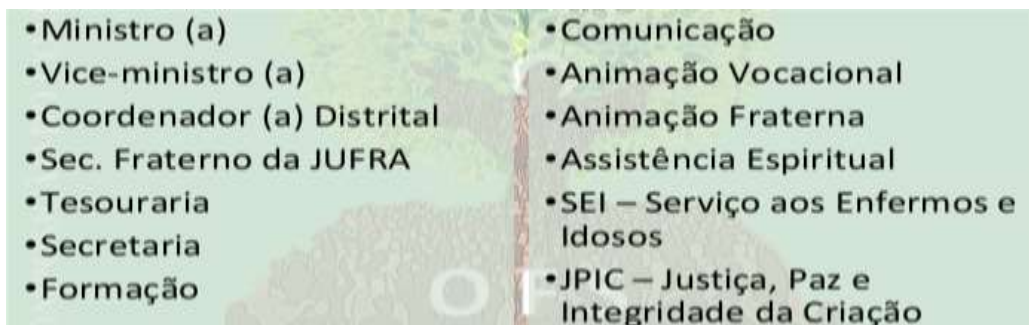 •Ministro (a)
•Vice-ministro (a)
•Coordenador (a) Distrital
•Sec. Fraterno da JUFRA
•Tesouraria
•Secretaria
•Formação
•Comunicação
•Animação Vocacional
•Animação Fraterna
•Assistência Espiritual
•SEI – Serviço aos Enfermos e
Idosos
•JPIC – Justiça, Paz e
Integridade da Criação